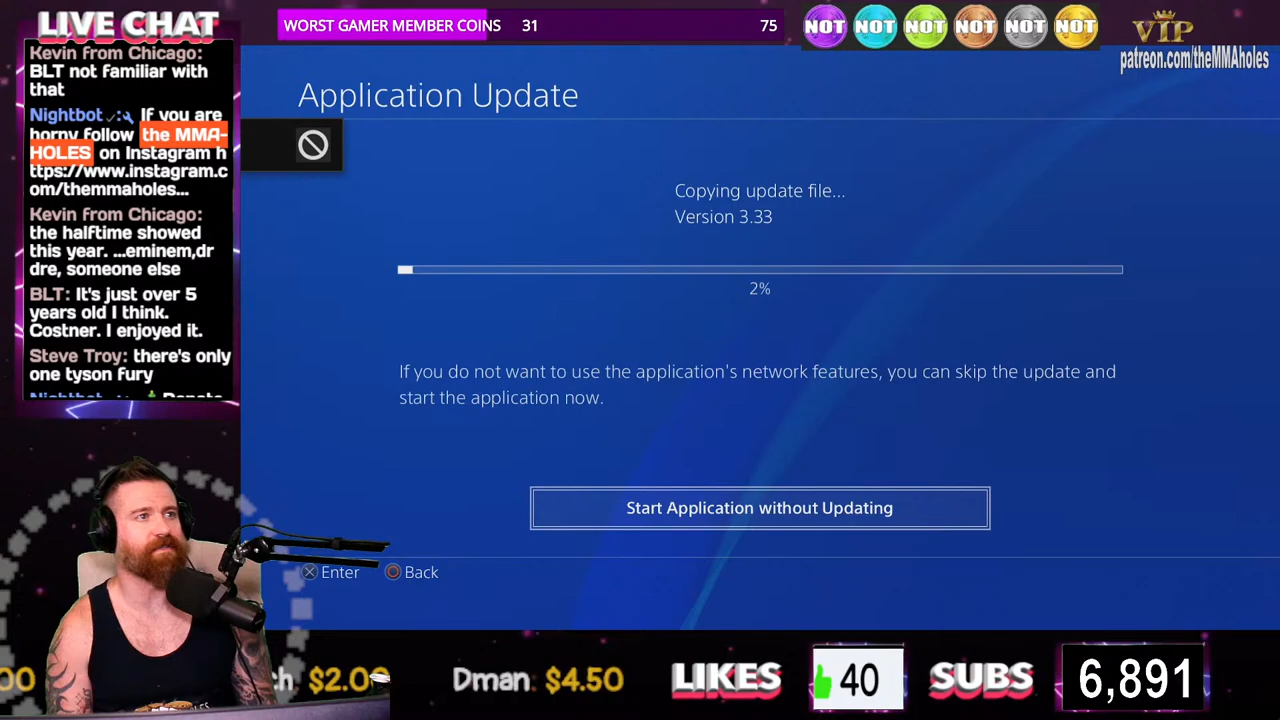 LIVE CHAT
Kevin from Chicago:
BLT not familiar with
that
Nightbot If you are
horny follow the MMA-
HOLES on Instagram h
ttps://www.instagram.c
om/themmaholes...
Kevin from Chicago:
the halftime showed
this year. ...eminem,dr
dre, someone else
BLT: It's just over 5
years old I think.
Costner. I enjoyed it.
Steve Troy: there's only
one tyson fury
WORST GAMER MEMBER COINS 31 75
NOT NOT NOT NOT NOT NOT
VIP
patreon.com/theMMAholes
Application Update
Copying update file...
Version 3.33
2%
If you do not want to use the application's network features, you can skip the update and
start the application now.
Start Application without Updating
Enter Back
00 ch $2.00 Dman: $4.50 LIKES 40 SUBS 6,891